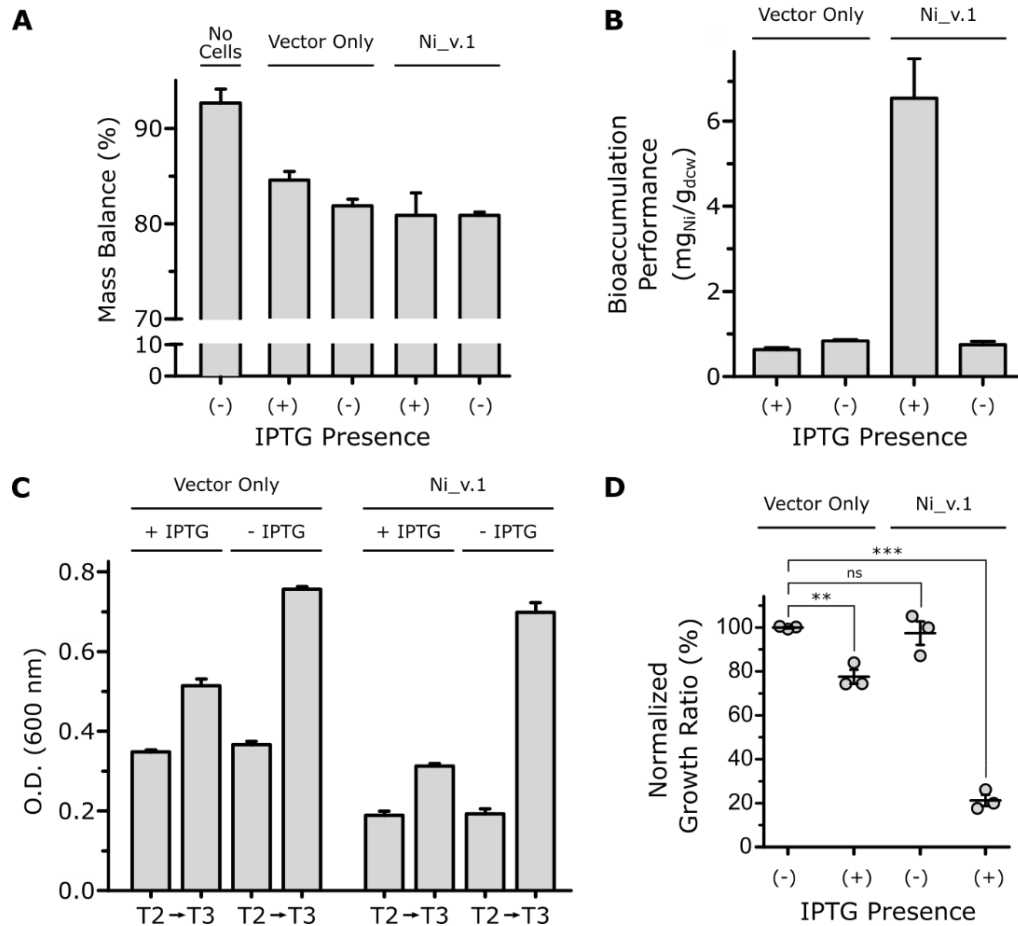 A
No
Cells
Vector Only
Ni_v.1
Mass Balance (%)
90
80
70
10
0
(-) (+) (-) (+) (-)
IPTG Presence
B
Vector Only
Ni_v.1
Bioaccumulation
Performance
(mgNi/gdcw)
6
4
2
0
(+) (-) (+) (-)
IPTG Presence
C
Vector Only
Ni_v.1
+ IPTG - IPTG + IPTG - IPTG
O.D. (600 nm)
0.8
0.6
0.4
0.2
0.0
T2→T3 T2→T3 T2→T3 T2→T3
D
Vector Only
Ni_v.1
***
ns
**
Normalized
Growth Ratio (%)
100
80
60
40
20
0
(-) (+) (-) (+)
IPTG Presence